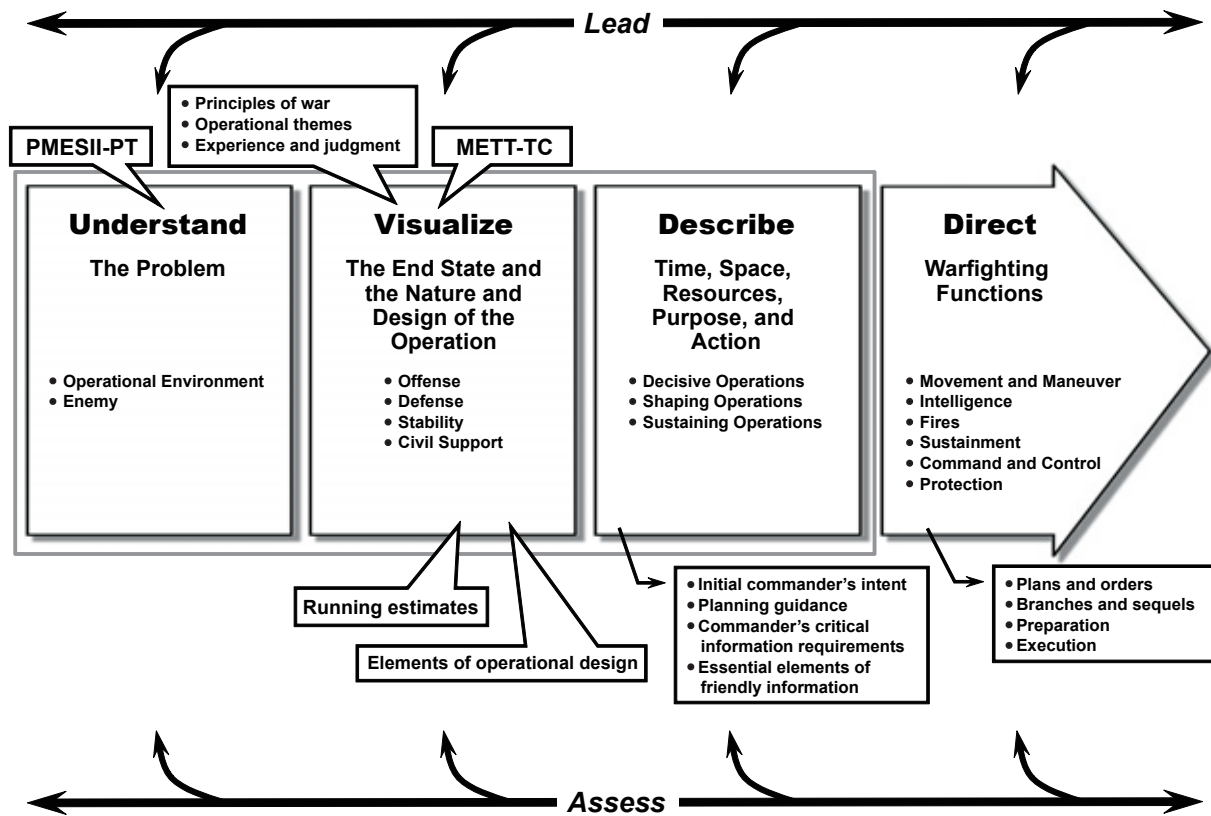 Lead
• Principles of war
• Operational themes
• Experience and judgment
PMESII-PT
METT-TC
Understand
The Problem
• Operational Environment
• Enemy
Visualize
The End State and
the Nature and
Design of the
Operation
• Offense
• Defense
• Stability
• Civil Support
Describe
Time, Space,
Resources,
Purpose, and
Action
• Decisive Operations
• Shaping Operations
• Sustaining Operations
Direct
Warfighting
Functions
• Movement and Maneuver
• Intelligence
• Fires
• Sustainment
• Command and Control
• Protection
Running estimates
Elements of operational design
• Initial commander's intent
• Planning guidance
• Commander's critical
information requirements
• Essential elements of
friendly information
• Plans and orders
• Branches and sequels
• Preparation
• Execution
Assess